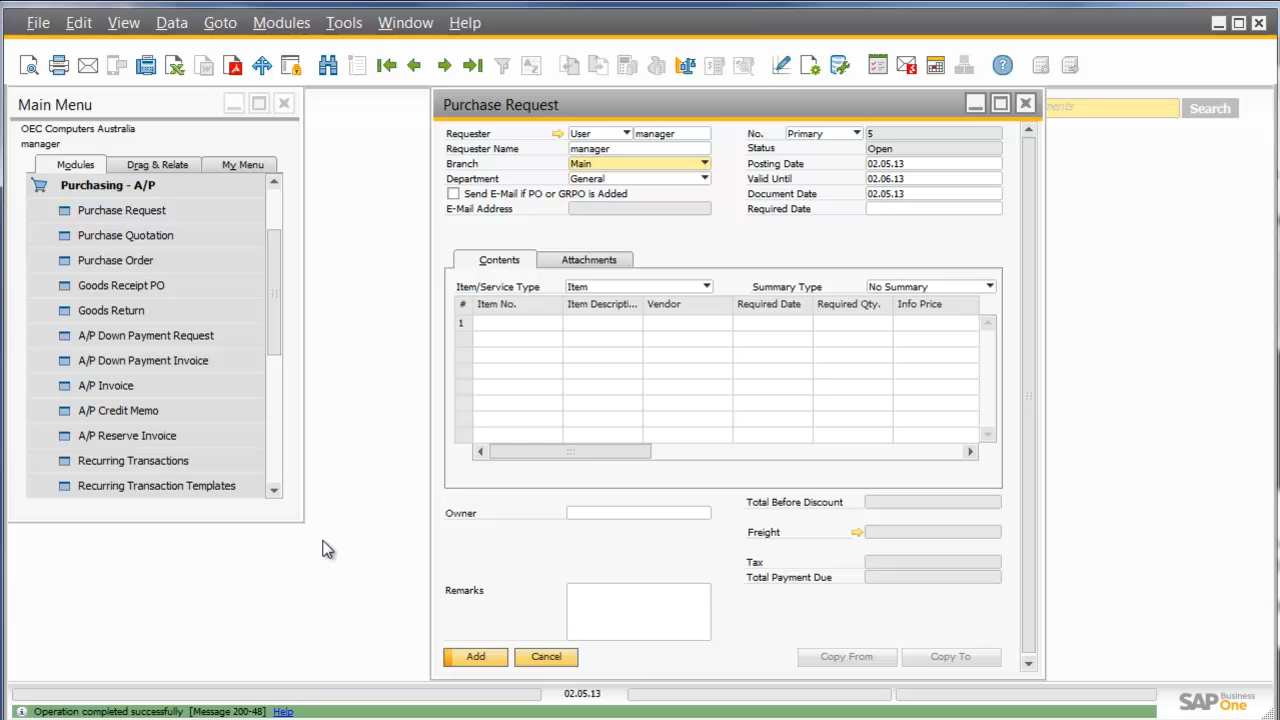 File Edit View Data Goto Modules Tools Window Help
Main Menu
OEC Computers Australia
manager
Modules Drag & Relate My Menu
Purchasing - A/P
Purchase Request
Purchase Quotation
Purchase Order
Goods Receipt PO
Goods Return
A/P Down Payment Request
A/P Down Payment Invoice
A/P Invoice
A/P Credit Memo
A/P Reserve Invoice
Recurring Transactions
Recurring Transaction Templates
Search
Purchase Request
Requester User manager No. Primary 5
Requester Name manager Status Open
Branch Main Posting Date 02.05.13
Department General Valid Until 02.06.13
Send E-Mail if PO or GRPO is Added Document Date 02.05.13
E-Mail Address Required Date
Contents Attachments
Item/Service Type Item Summary Type No Summary
# Item No. Item Descripti... Vendor Required Date Required Qty. Info Price
1
Total Before Discount
Owner
Freight
Tax
Total Payment Due
Remarks
Add Cancel Copy From Copy To
02.05.13
Operation completed successfully [Message 200-48] Help
SAP Business One